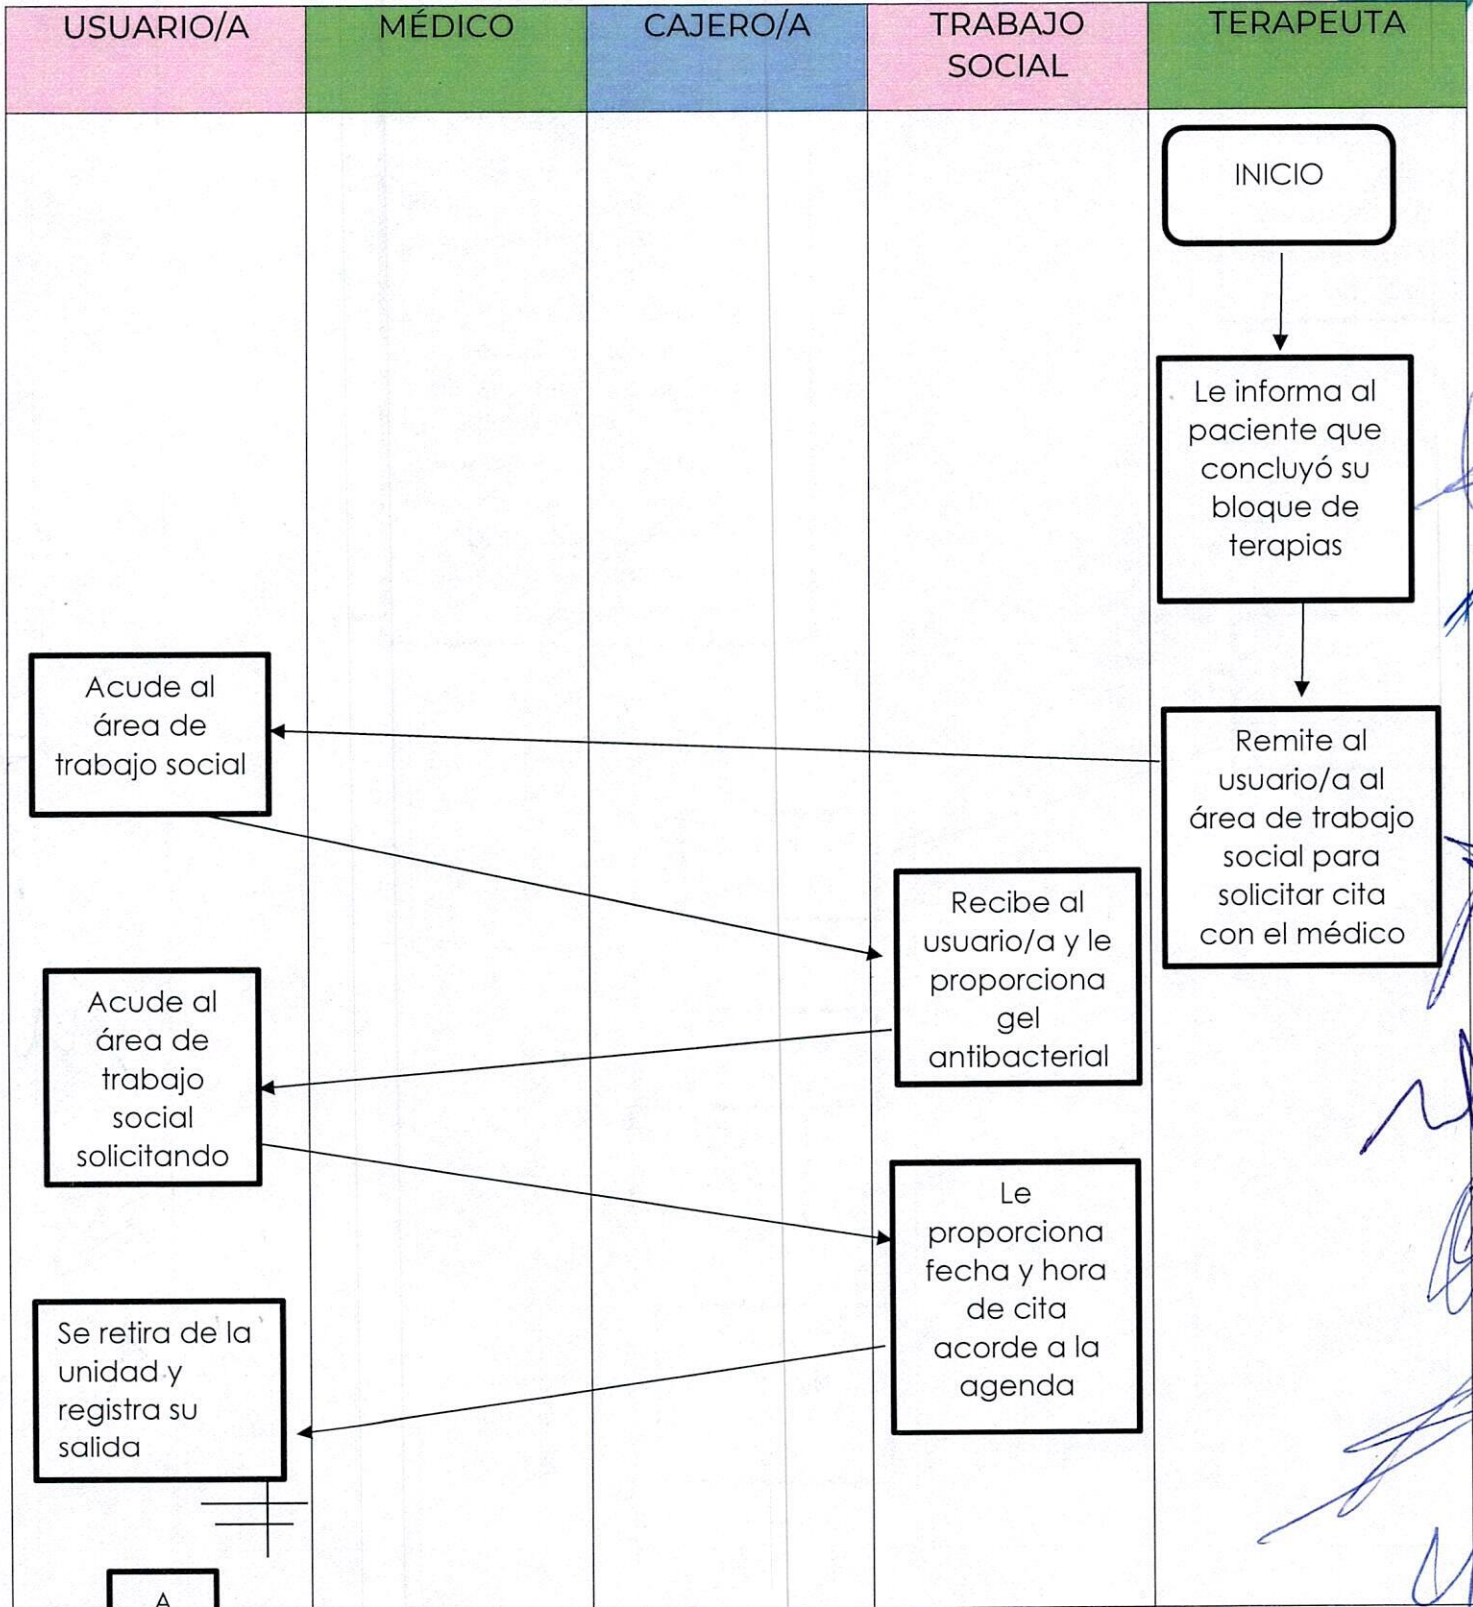 USUARIO/A
MÉDICO
CAJERO/A
TRABAJO
SOCIAL
TERAPEUTA
INICIO
Le informa al
paciente que
concluyó su
bloque de
terapias
Remite al
usuario/a al
área de trabajo
social para
solicitar cita
con el médico
Acude al
área de
trabajo social
Recibe al
usuario/a y le
proporciona
gel
antibacterial
Acude al
área de
trabajo
social
solicitando
Le
proporciona
fecha y hora
de cita
acorde a la
agenda
Se retira de la
unidad y
registra su
salida
A